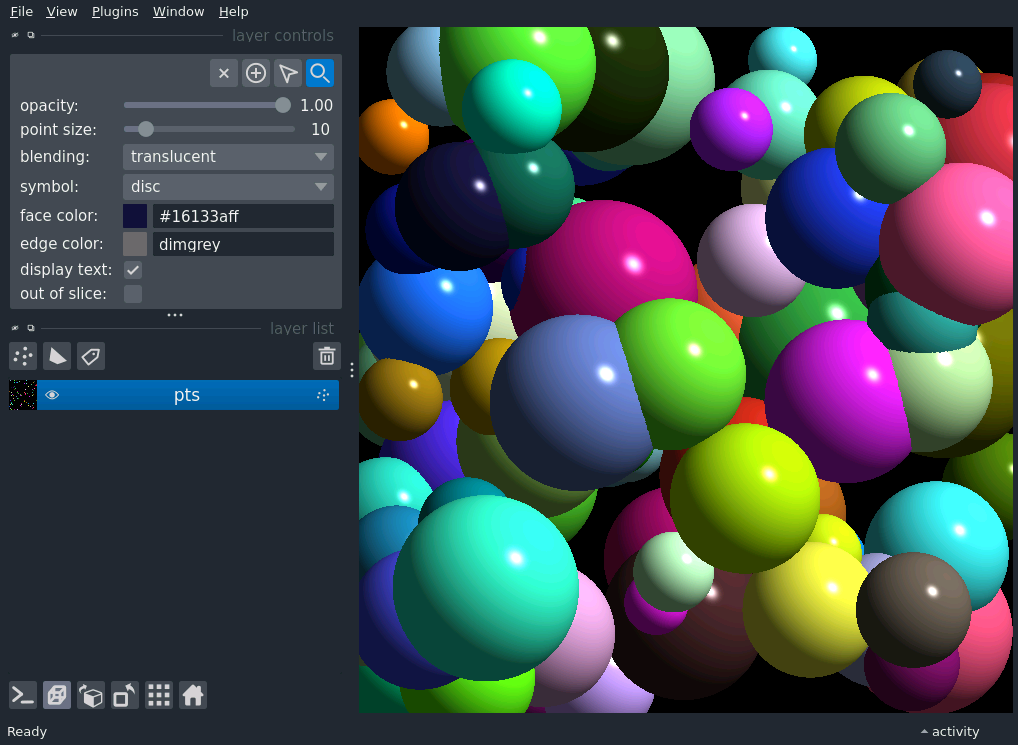 File View Plugins Window Help
layer controls
opacity: 1.00
point size: 10
blending: translucent
symbol: disc
face color: #16133aff
edge color: dimgrey
display text:
out of slice:
layer list
pts
Ready activity